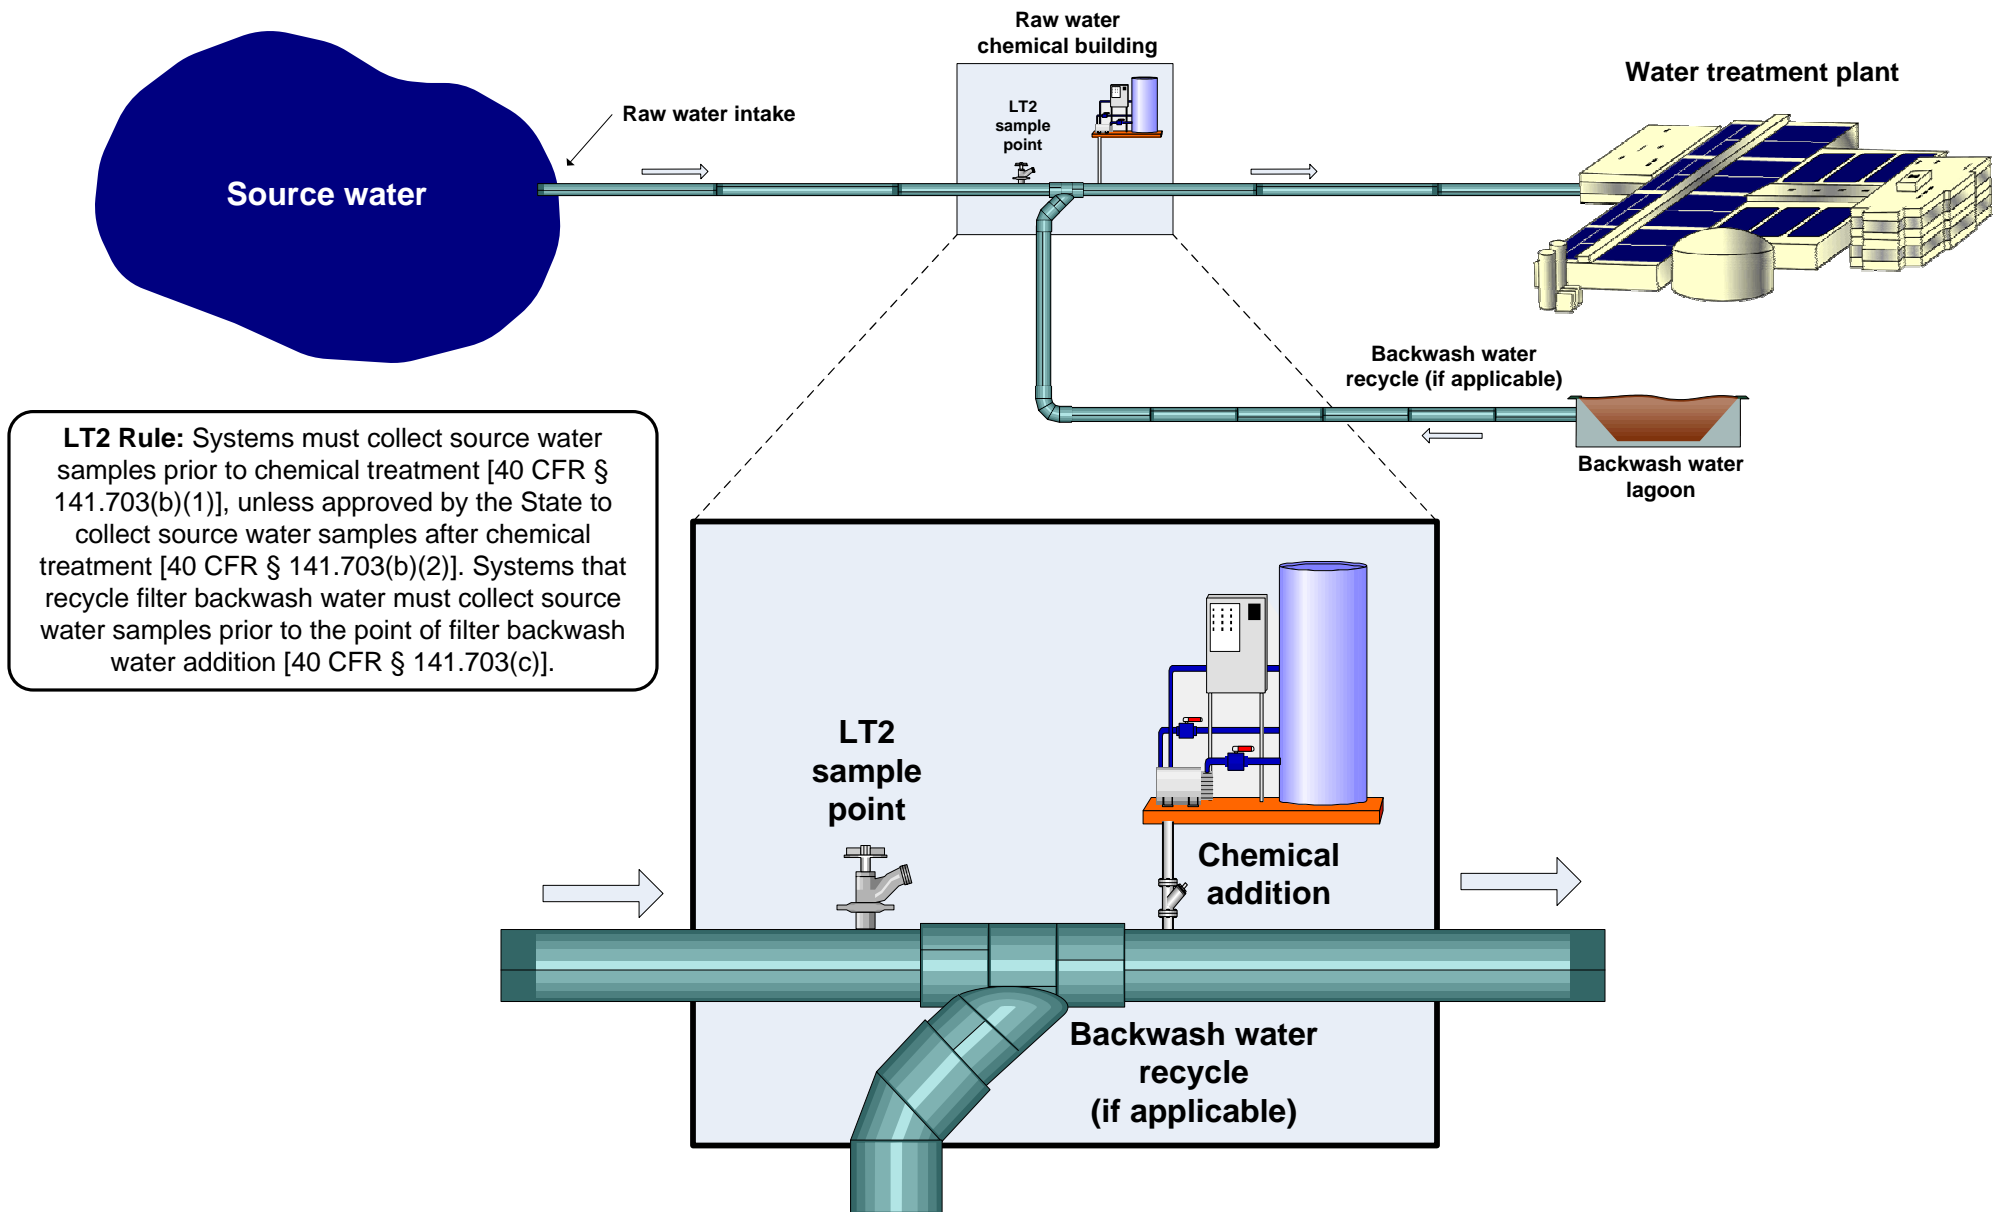 Raw water
chemical building
Water treatment plant
Raw water intake
LT2
sample
point
Source water
Backwash water
recycle (if applicable)
Backwash water
lagoon
LT2 Rule: Systems must collect source water
samples prior to chemical treatment [40 CFR §
141.703(b)(1)], unless approved by the State to
collect source water samples after chemical
treatment [40 CFR § 141.703(b)(2)]. Systems that
recycle filter backwash water must collect source
water samples prior to the point of filter backwash
water addition [40 CFR § 141.703(c)].
LT2
sample
point
Chemical
addition
Backwash water
recycle
(if applicable)